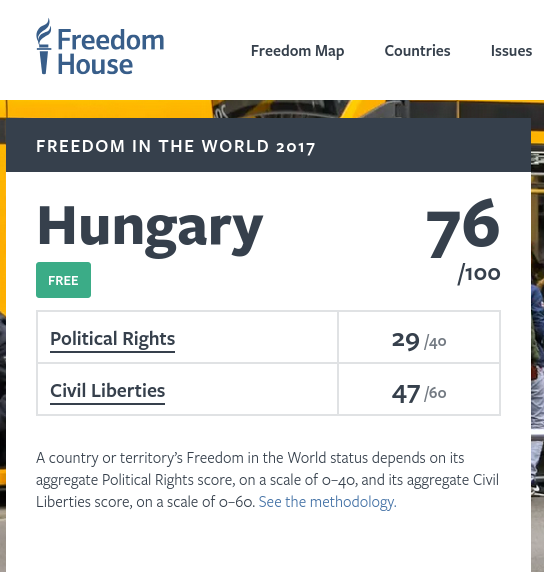 Freedom
House
Freedom Map Countries Issues
FREEDOM IN THE WORLD 2017
Hungary 76
/100
FREE
Political Rights 29 /40
Civil Liberties 47 /60
A country or territory’s Freedom in the World status depends on its
aggregate Political Rights score, on a scale of 0–40, and its aggregate Civil
Liberties score, on a scale of 0–60. See the methodology.